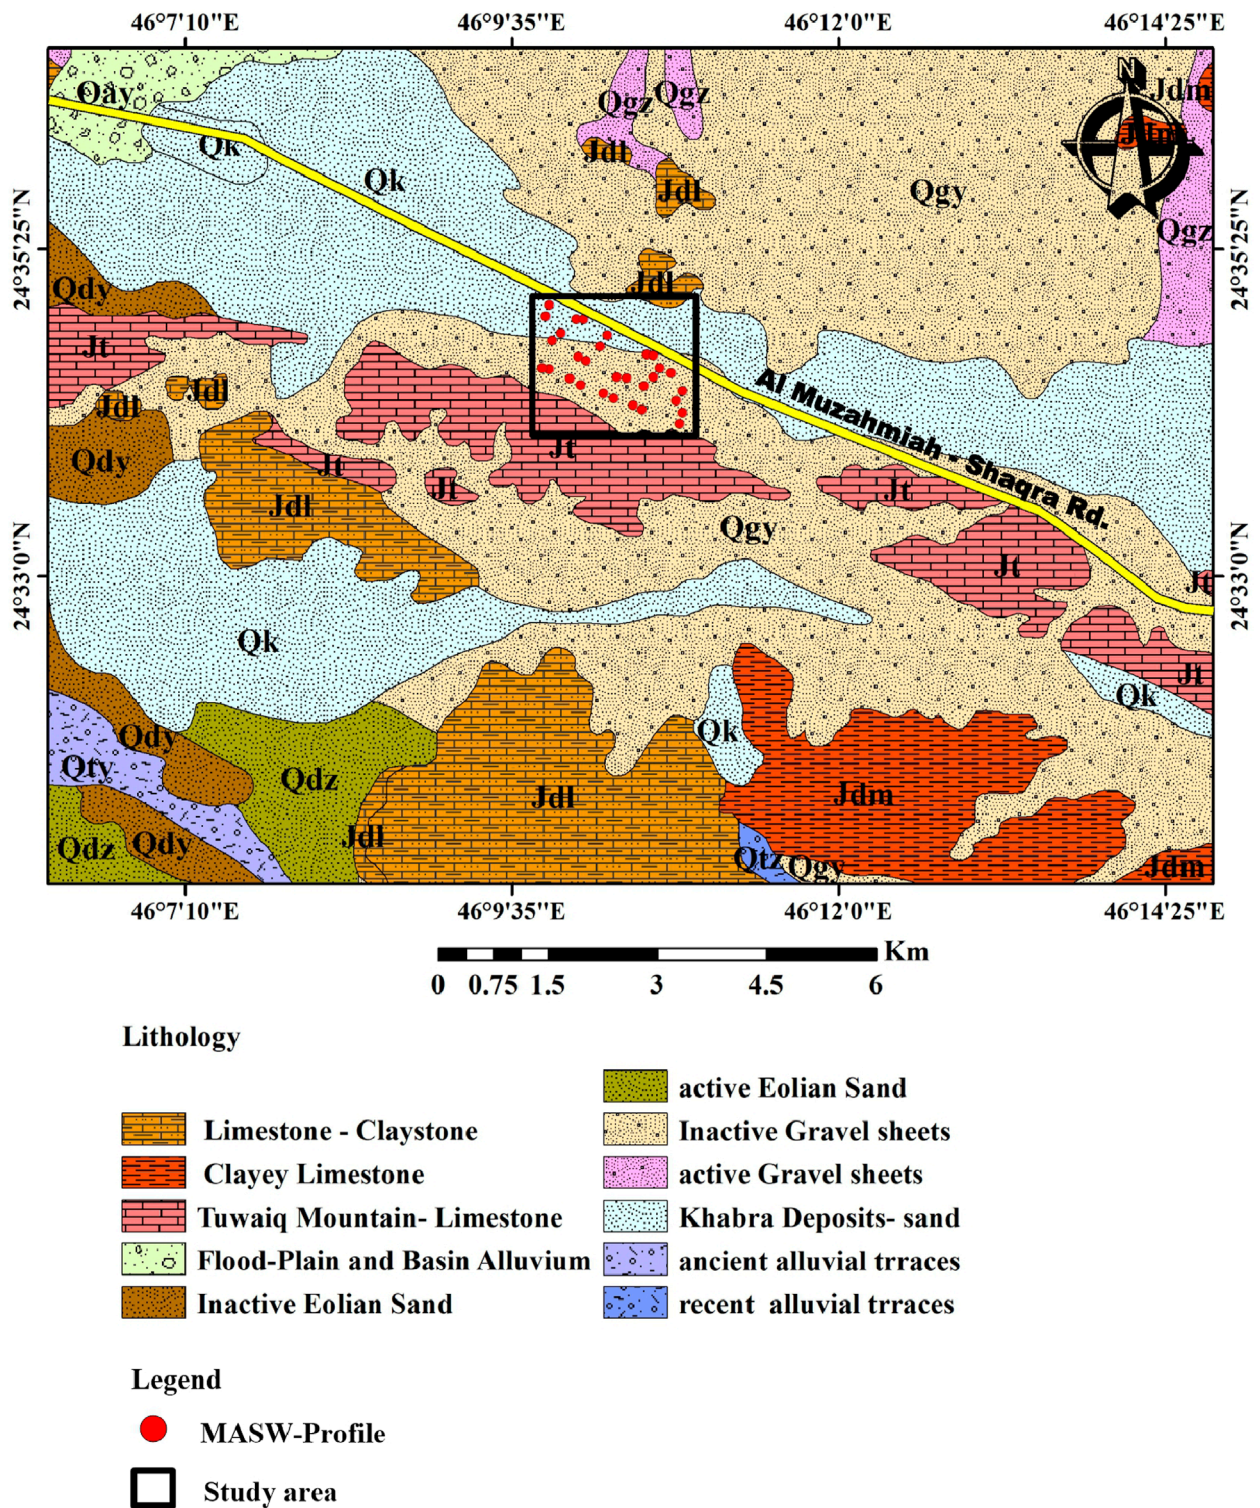 46°7'10"E 46°9'35"E 46°12'0"E 46°14'25"E
N
Qay
Qgz
Qgz
Jdm
Jdm
Qk
Jdl
Qk
Jdl
Qgy
Qgz
24°35'25"N
24°35'25"N
Qdy
Jdl
Jt
Jdl
Jdl
Al Muzahmiah - Shaqra Rd.
Qdy
Jt
Jt
Jt
Jt
Jdl
Qgy
24°33'0"N
24°33'0"N
Jt
Jt
Qk
Jt
Qk
Qdy
Qk
Qty
Qdz
Jdl
Jdm
Jdl
Qdz
Qdy
Qtz
Qgy
Jdm
46°7'10"E 46°9'35"E 46°12'0"E 46°14'25"E
Km
0 0.75 1.5 3 4.5 6
Lithology
Limestone - Claystone
Clayey Limestone
Tuwaiq Mountain- Limestone
Flood-Plain and Basin Alluvium
Inactive Eolian Sand
active Eolian Sand
Inactive Gravel sheets
active Gravel sheets
Khabra Deposits- sand
ancient alluvial trraces
recent alluvial trraces
Legend
MASW-Profile
Study area